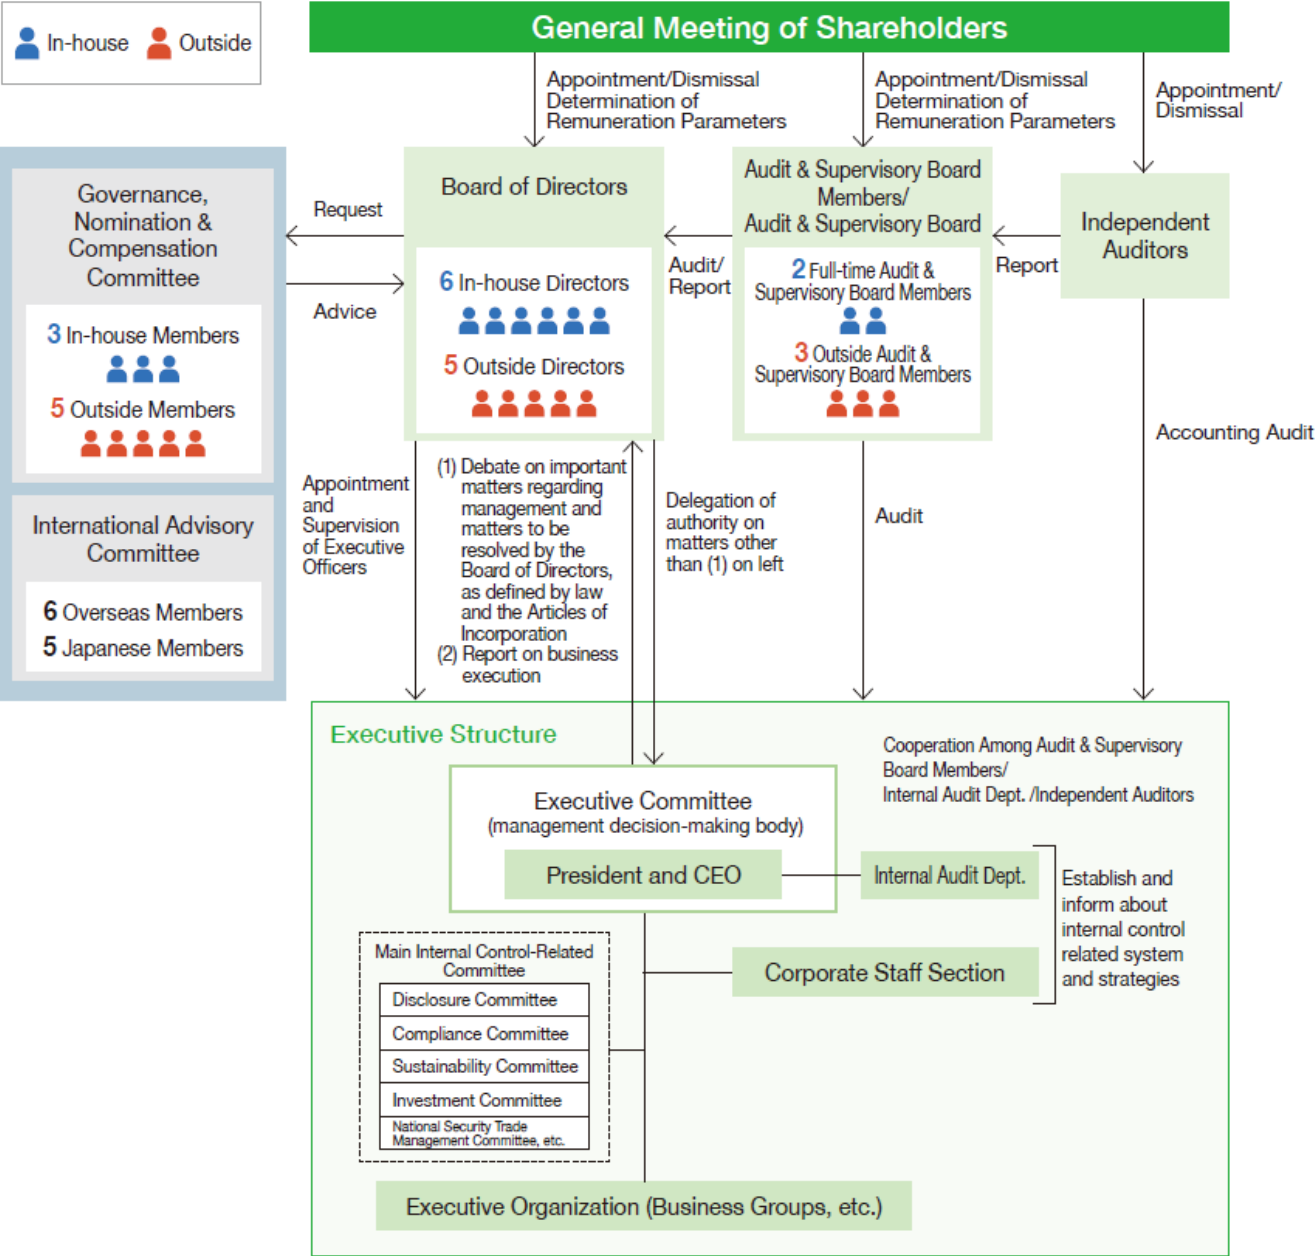 In-house
Outside
General Meeting of Shareholders
Appointment/Dismissal
Determination of
Remuneration Parameters
Appointment/Dismissal
Determination of
Remuneration Parameters
Appointment/
Dismissal
Governance,
Nomination &
Compensation
Committee
3 In-house Members
5 Outside Members
International Advisory
Committee
6 Overseas Members
5 Japanese Members
Request
Advice
Board of Directors
6 In-house Directors
5 Outside Directors
Audit/
Report
Audit & Supervisory Board
Members/
Audit & Supervisory Board
2 Full-time Audit &
Supervisory Board Members
3 Outside Audit &
Supervisory Board Members
Report
Independent
Auditors
Appointment
and
Supervision
of Executive
Officers
(1) Debate on important
matters regarding
management and
matters to be
resolved by the
Board of Directors,
as defined by law
and the Articles of
Incorporation
(2) Report on business
execution
Delegation of
authority on
matters other
than (1) on left
Audit
Accounting Audit
Executive Structure
Cooperation Among Audit & Supervisory
Board Members/
Internal Audit Dept. /Independent Auditors
Executive Committee
(management decision-making body)
President and CEO
Internal Audit Dept.
Establish and
inform about
internal control
related system
and strategies
Corporate Staff Section
Main Internal Control-Related
Committee
Disclosure Committee
Compliance Committee
Sustainability Committee
Investment Committee
National Security Trade
Management Committee, etc.
Executive Organization (Business Groups, etc.)